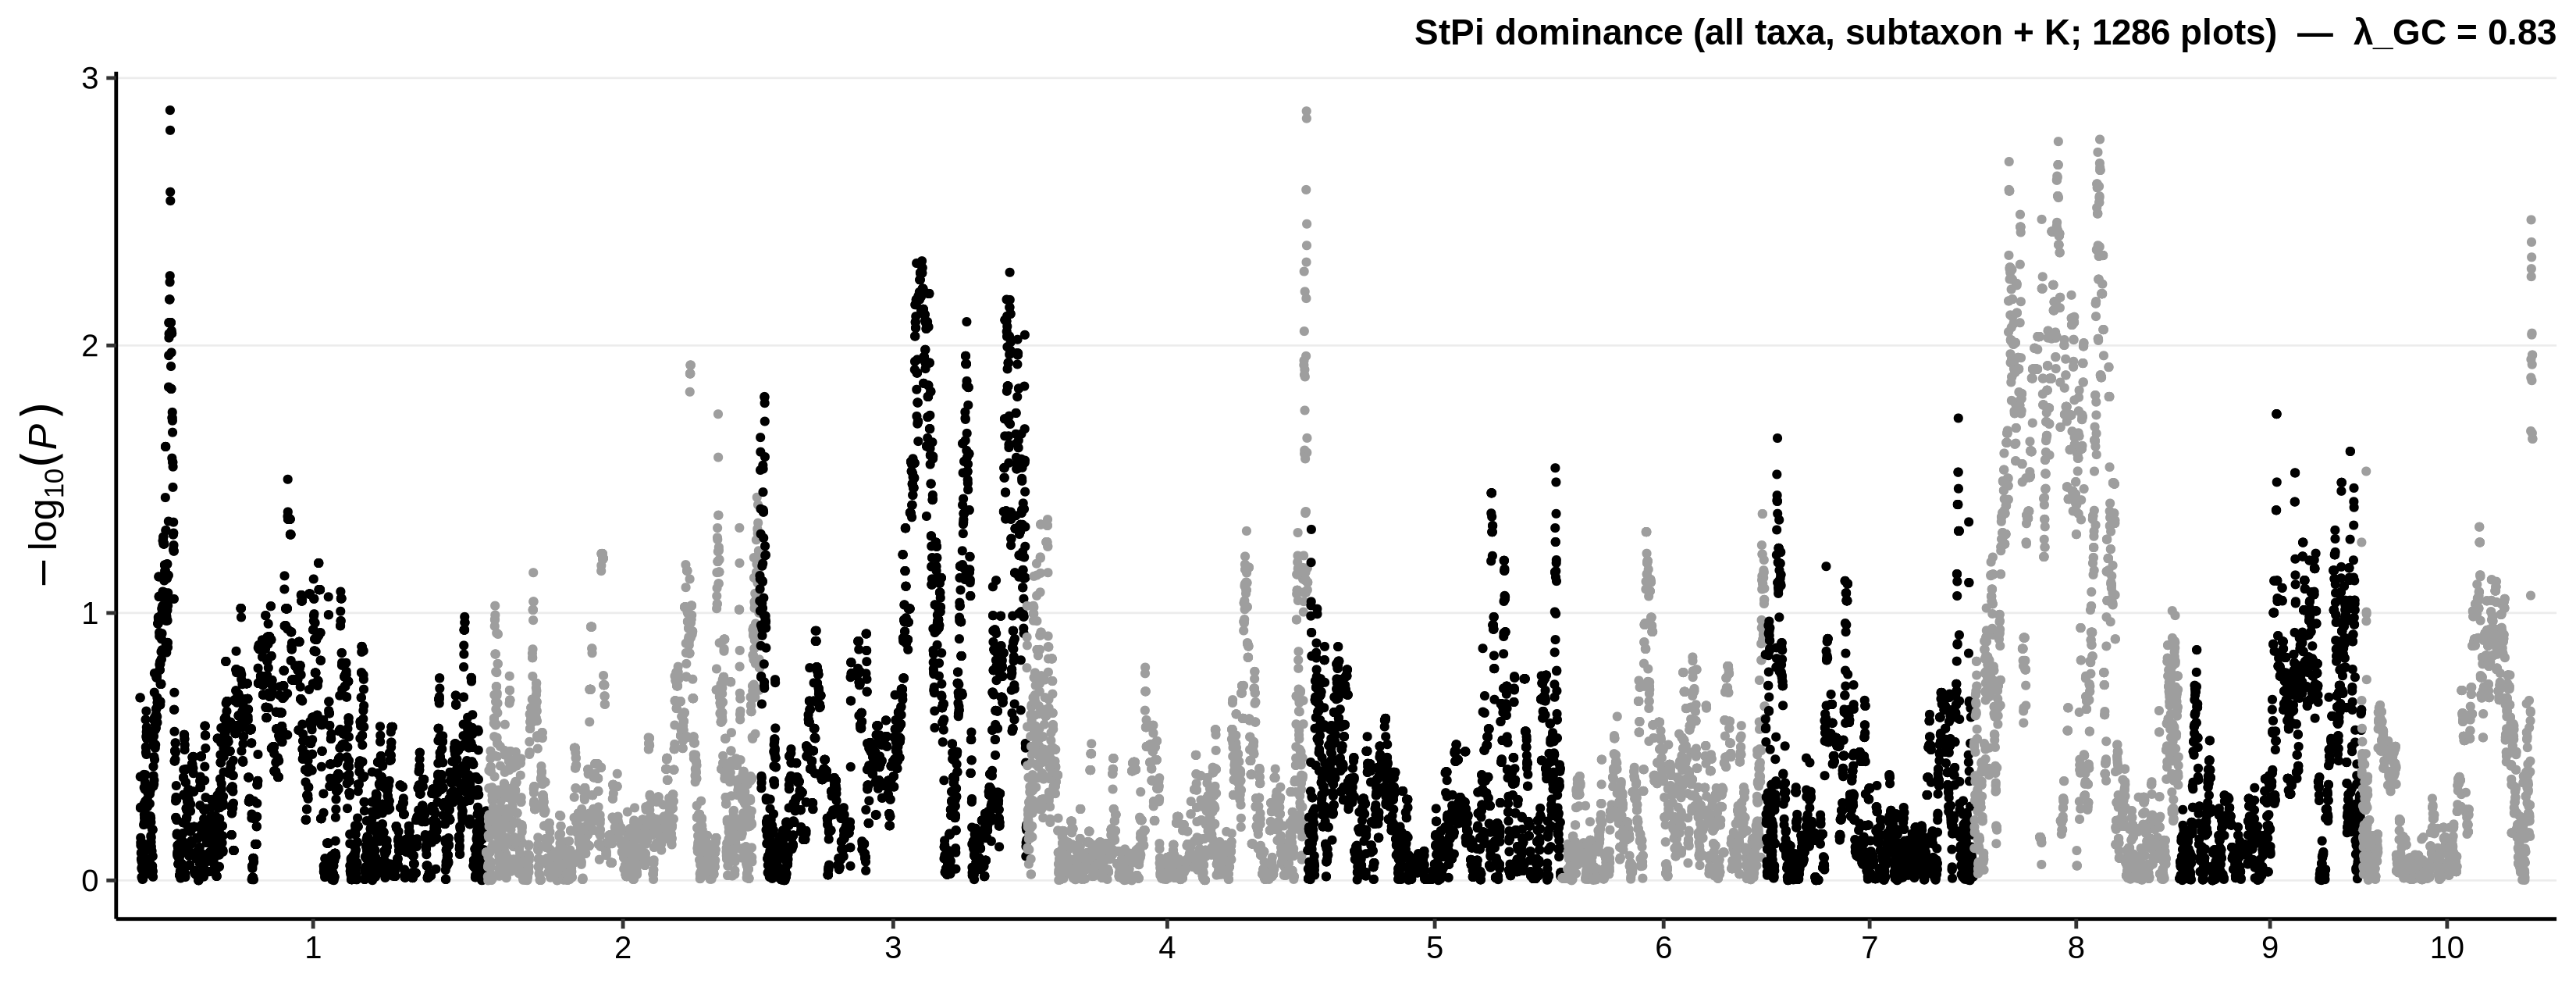 StPi dominance (all taxa, subtaxon + K; 1286 plots) — λ_GC = 0.83
3
2
1
0
− log10(P)
1 2 3 4 5 6 7 8 9 10